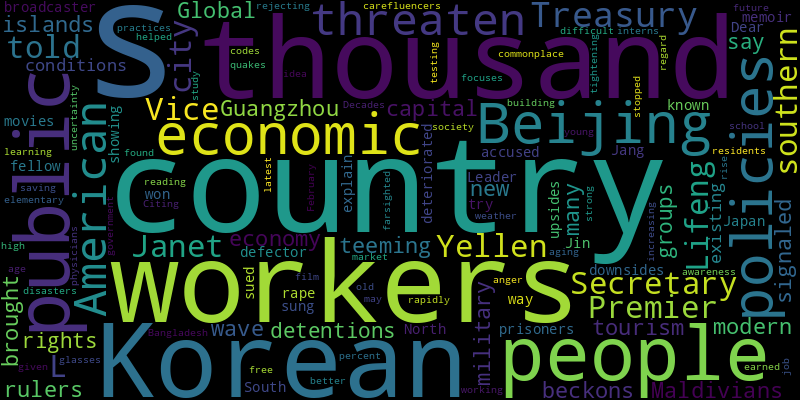 broadcaster
rejecting
carefluencers
future
practices
helped
Global
threaten
Treasury
memoir
islands
told
S
thousand
difficult
interns
Dear
say
conditions
city
codes
quakes
commonplace
tightening
regard
southern
study
idea
testing
focuses
stopped
policies
public
American
showing
uncertainty
Vice
Guangzhou
Decades
capital
building
Beijing
known
movies
economic
society
young
school
learning
fellow
found
latest
February
explain
farsighted
deteriorated
accused
Jang
residents
rise
country
reading
won
Citing
Leader
new
try
weather
upsides
many
strong
groups
Lifeng
existing
Japan
saving
elementary
government
Janet
economy
teeming
Yellen
way
Jin
increasing
signaled
high
physicians
defector
market
anger
aging
downsides
awareness
age
disasters
workers
sued
rape
film
old
may
rapidly
Secretary
brought
sung
military
Premier
rights
wave
detentions
North
prisoners
tourism
modern
Bangladesh
L
given
glasses
Korean
percent
people
job
rulers
free
South
better
working
beckons
Maldivians
earned